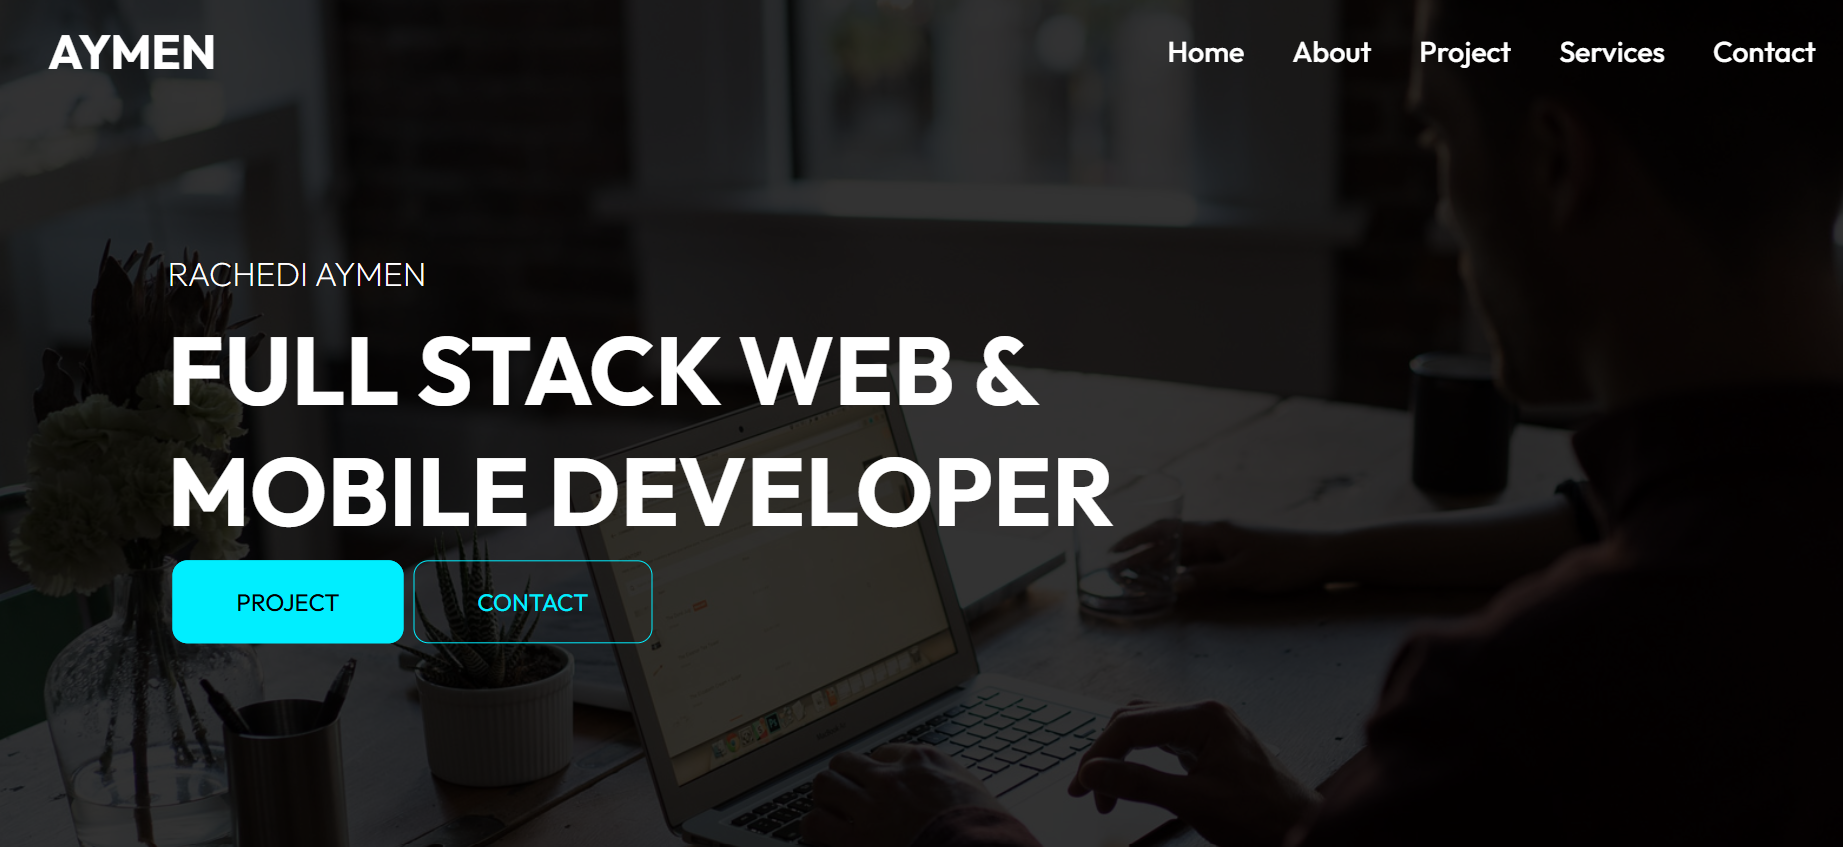 AYMEN
Home About Project Services Contact
RACHEDI AYMEN
FULL STACK WEB &
MOBILE DEVELOPER
PROJECT CONTACT